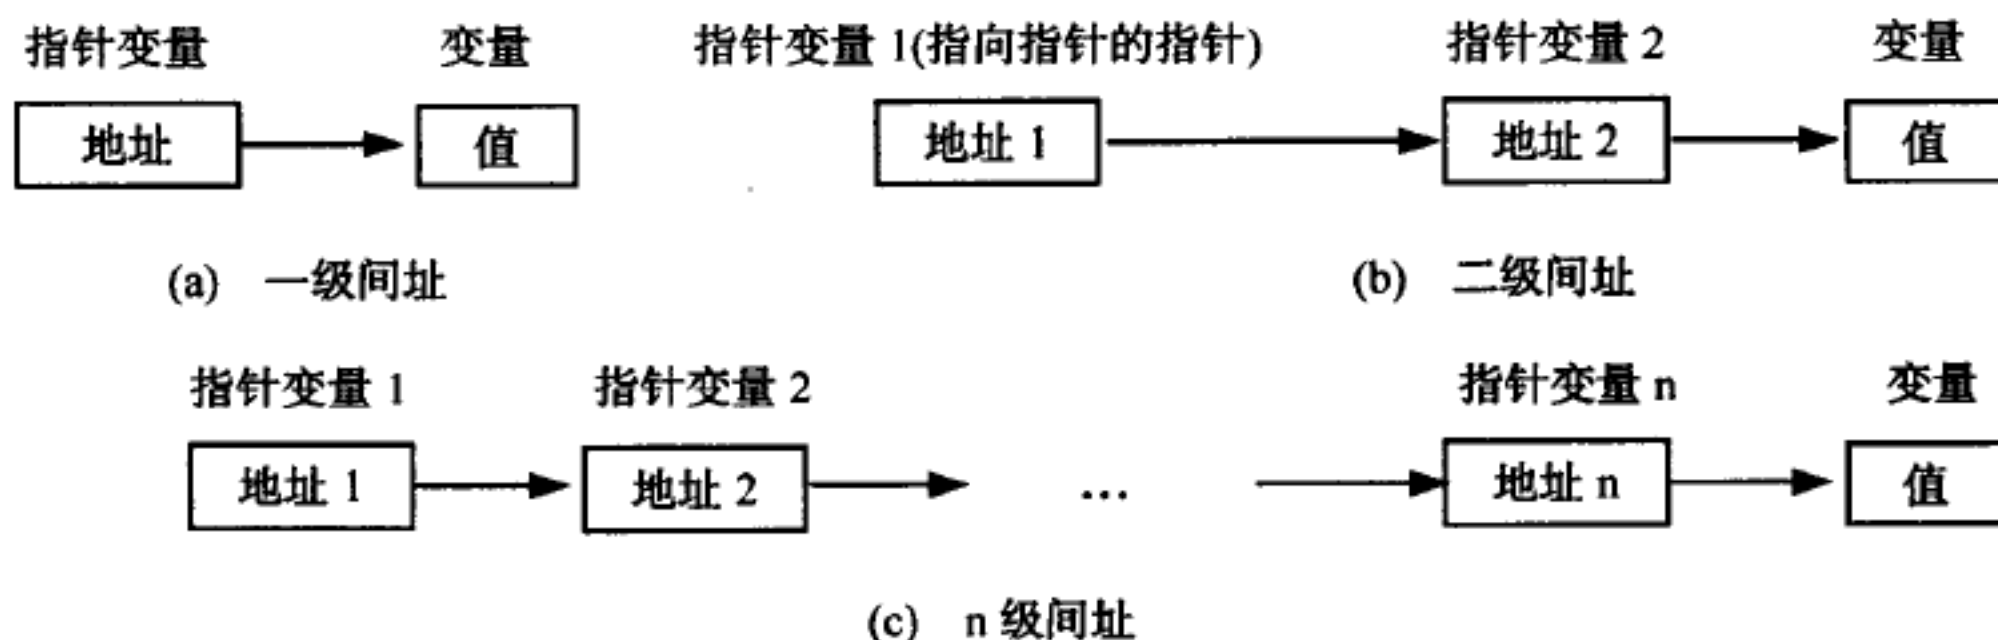 指针变量 变量 指针变量 1(指向指针的指针) 指针变量 2 变量
地址 值 地址 1 地址 2 值
(a) 一级间址 (b) 二级间址
指针变量 1 指针变量 2 指针变量 n 变量
地址 1 地址 2 … 地址 n 值
(c) n 级间址